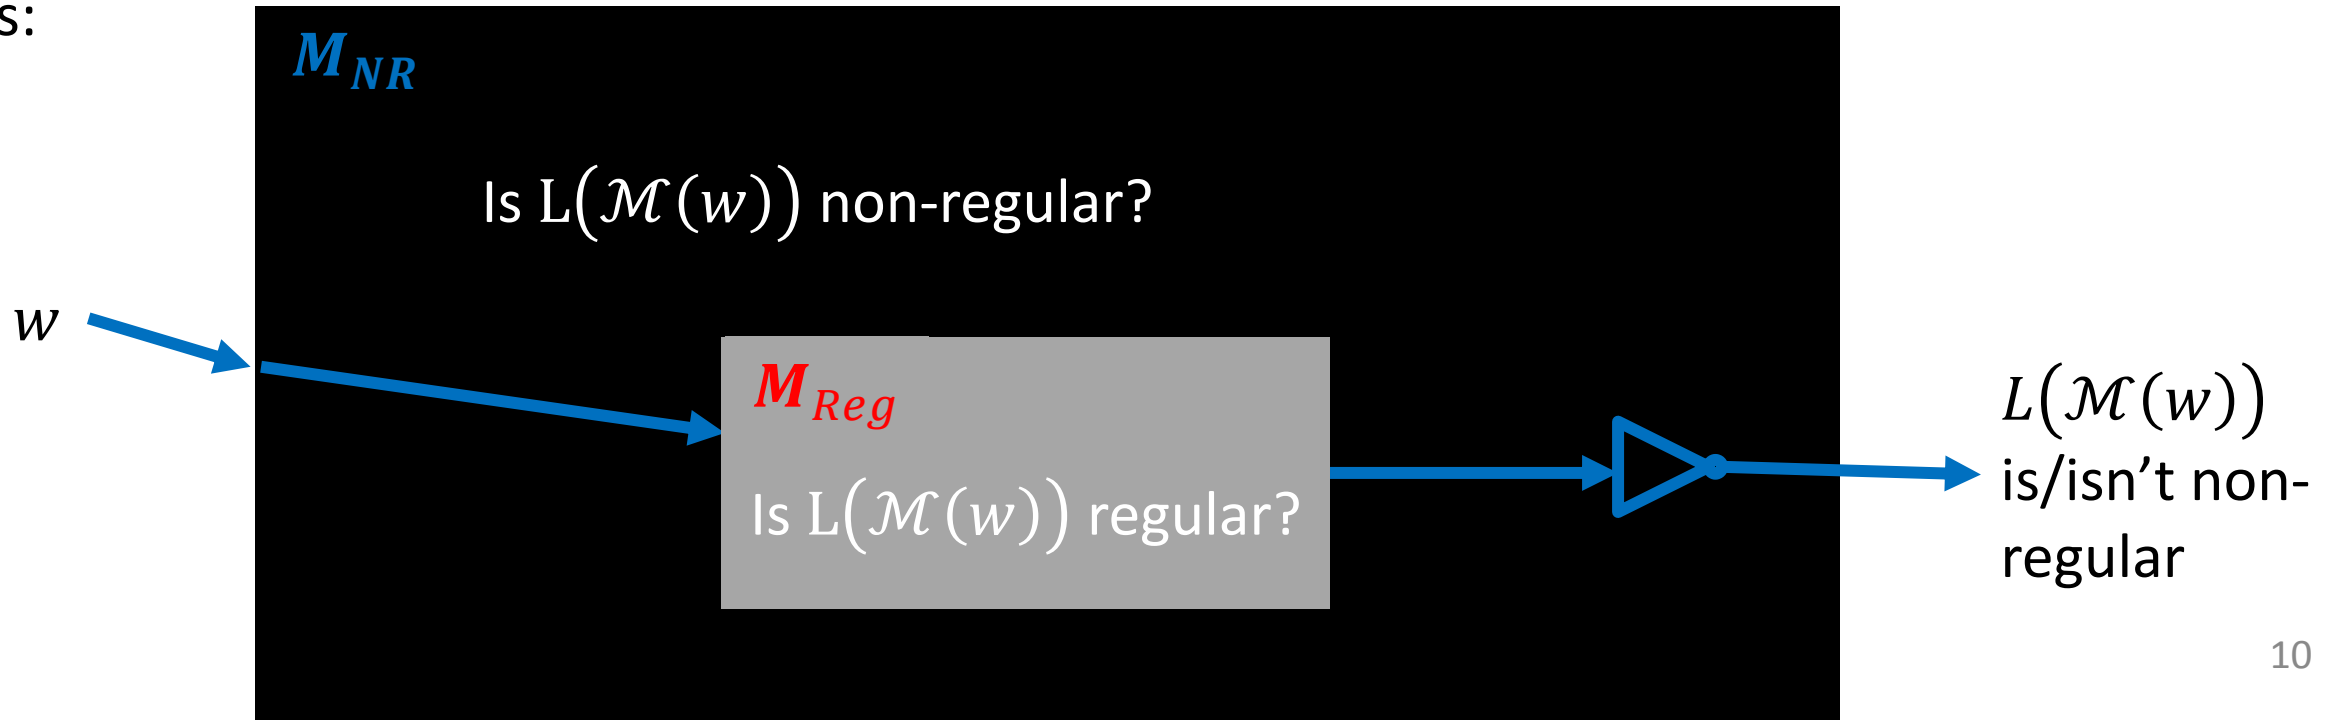 s:
M_NR
Is L(ℳ(w)) non-regular?
w
M_Reg
Is L(ℳ(w)) regular?
L(ℳ(w))
is/isn’t non-
regular
10